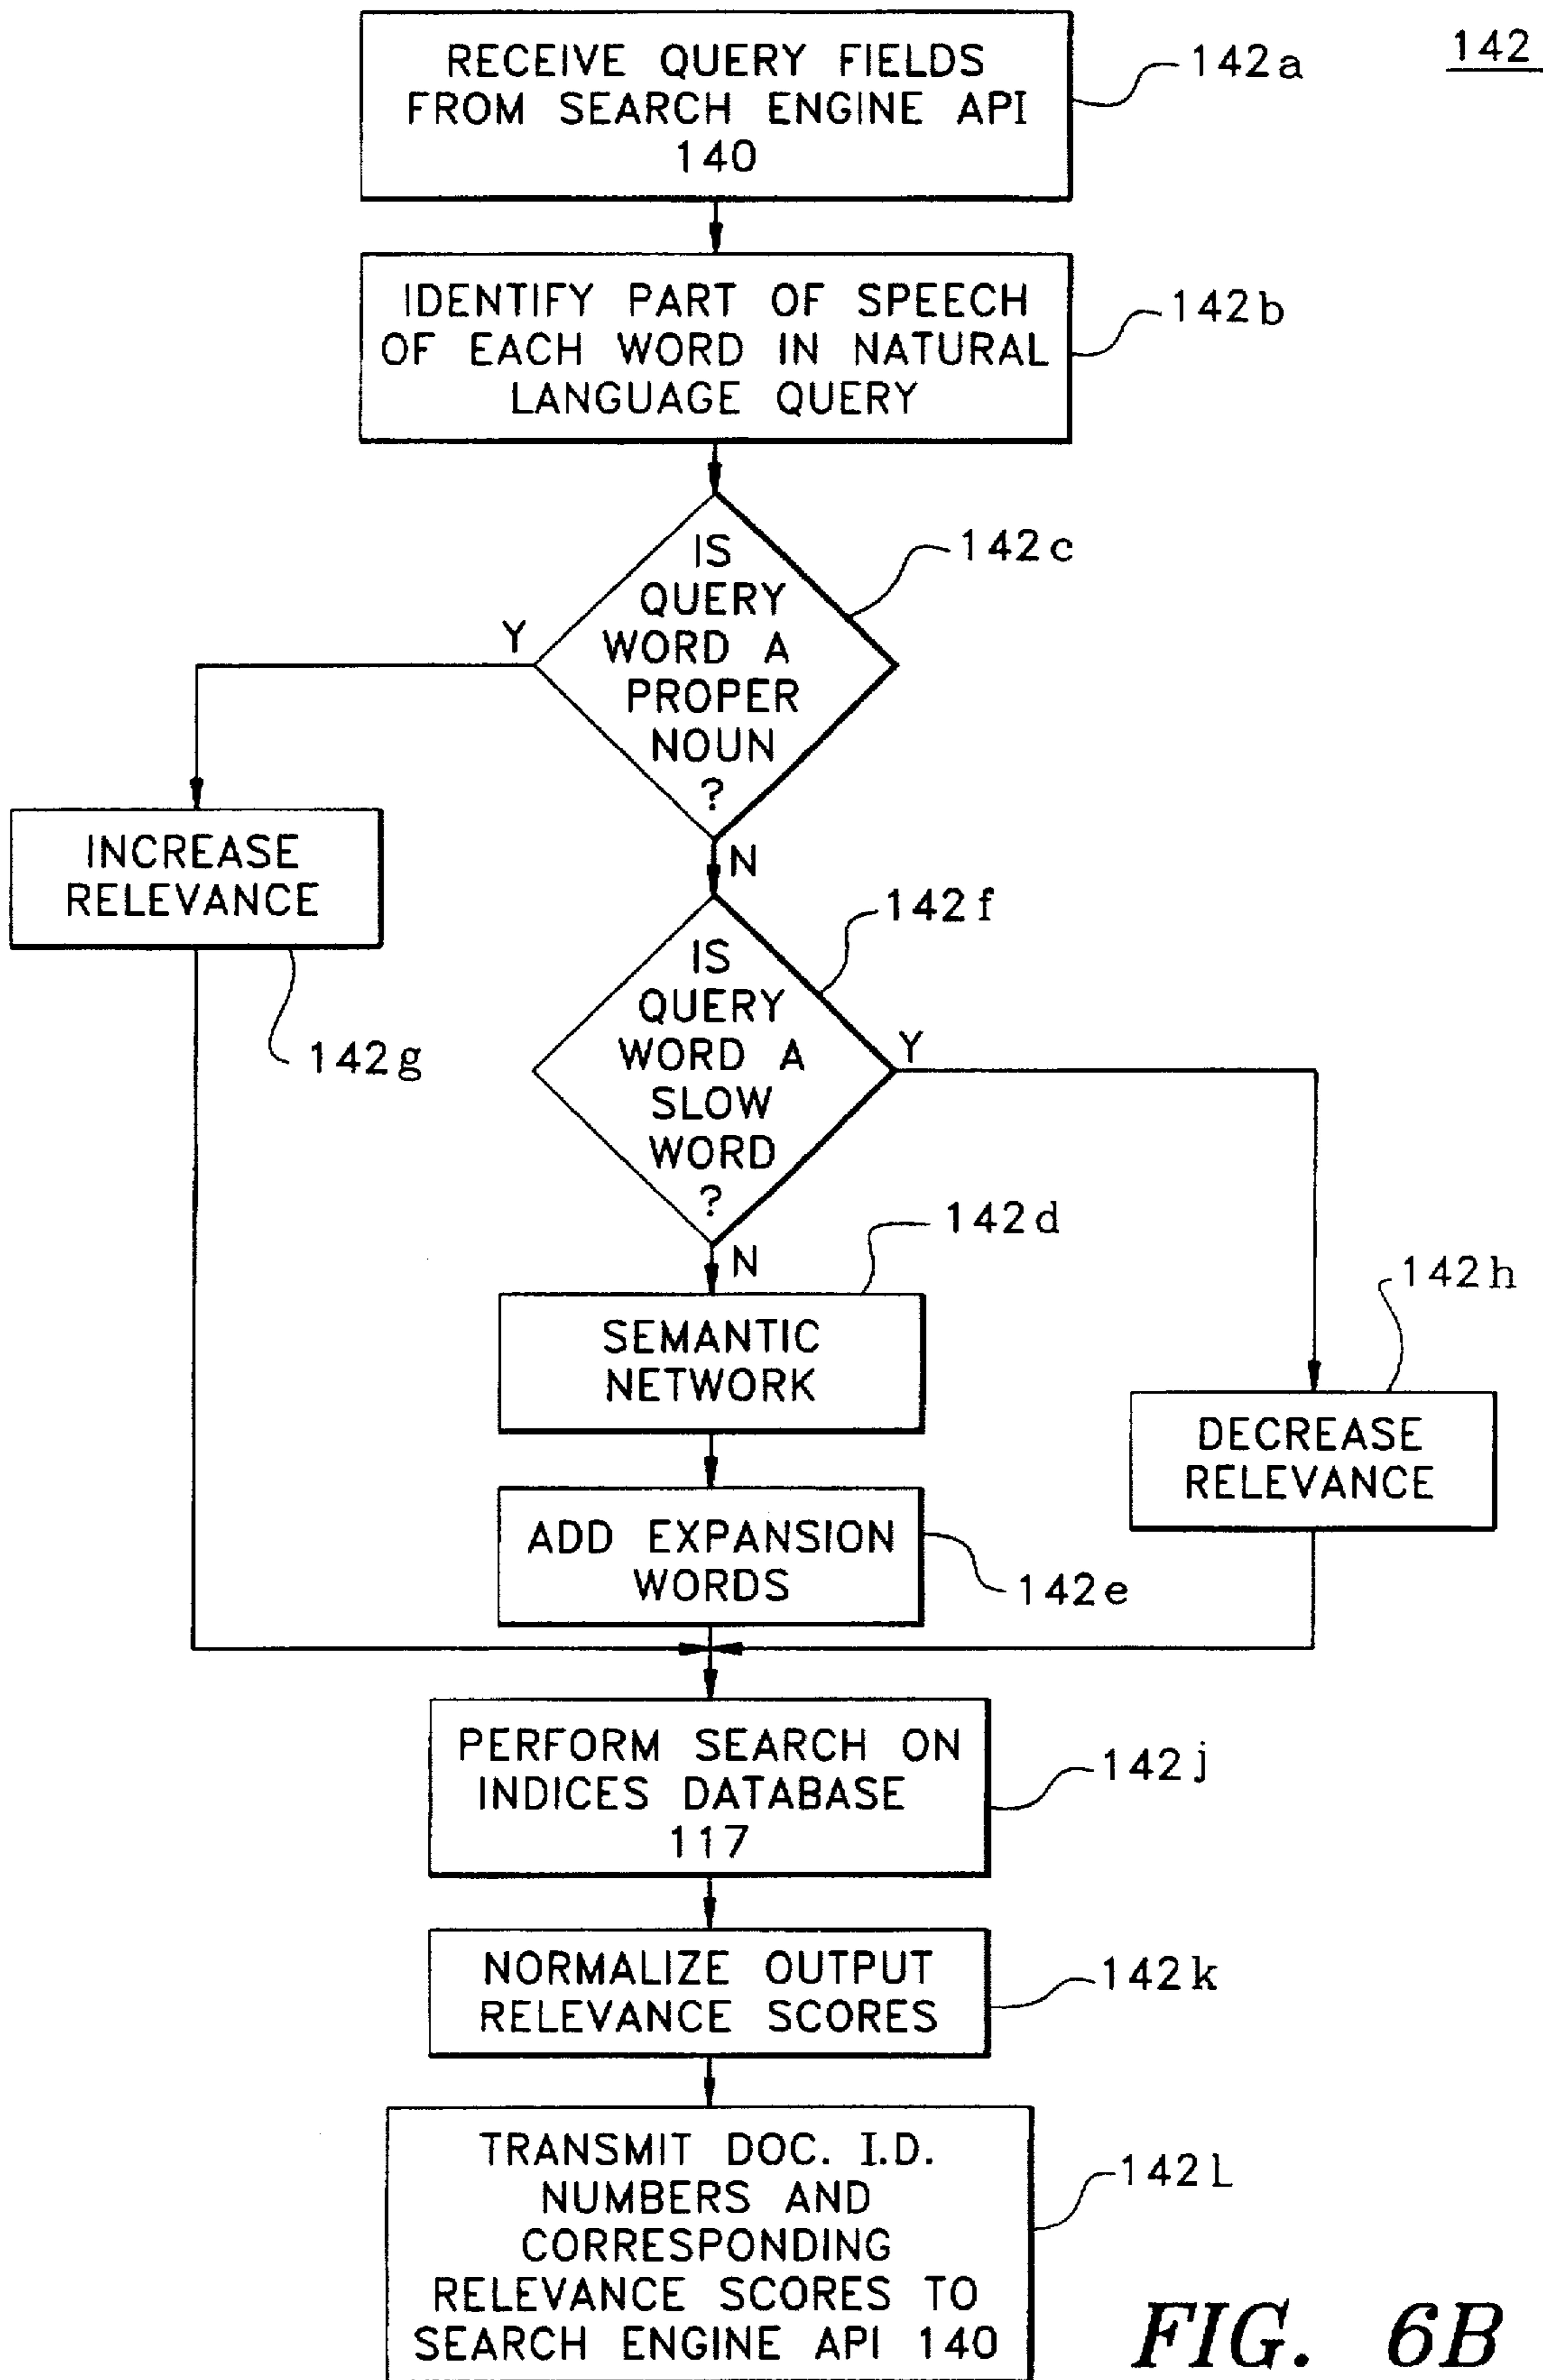 142
RECEIVE QUERY FIELDS
FROM SEARCH ENGINE API
140
142a
IDENTIFY PART OF SPEECH
OF EACH WORD IN NATURAL
LANGUAGE QUERY
142b
IS
QUERY
WORD A
PROPER
NOUN
?
142c
Y
N
INCREASE
RELEVANCE
142g
IS
QUERY
WORD A
SLOW
WORD
?
142f
Y
N
SEMANTIC
NETWORK
142d
DECREASE
RELEVANCE
142h
ADD EXPANSION
WORDS
142e
PERFORM SEARCH ON
INDICES DATABASE
117
142j
NORMALIZE OUTPUT
RELEVANCE SCORES
142k
TRANSMIT DOC. I.D.
NUMBERS AND
CORRESPONDING
RELEVANCE SCORES TO
SEARCH ENGINE API 140
142l
FIG. 6B